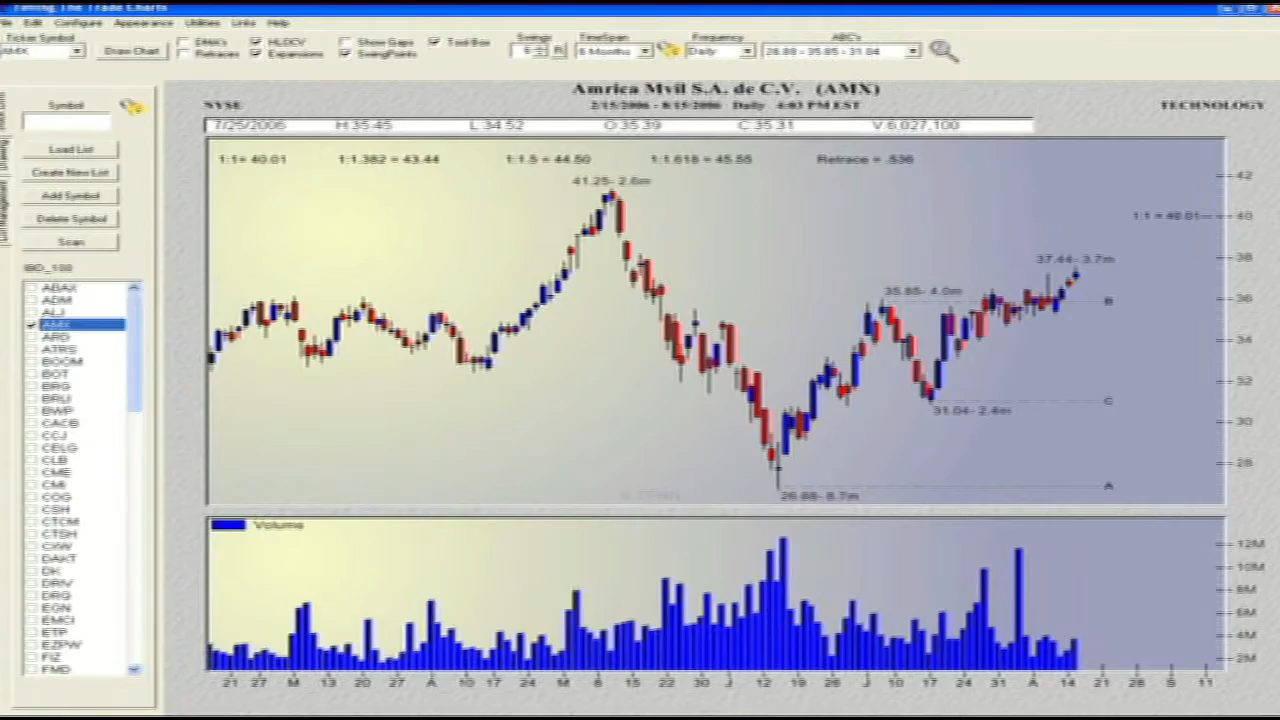 Timing The Trade Charts
File Edit Configure Appearance Utilities Links Help
Ticker Symbol
AMX
Draw Chart
DMA's
Retraces
HLOCV
Expansions
Show Gaps
SwingPoints
Tool Box
Swings
TimeSpan
6 Months
Frequency
Daily
ABC's
26.88 - 35.85 - 31.04
Amrica Mvil S.A. de C.V. (AMX)
NYSE
2/15/2006 - 8/15/2006 Daily 4:03 PM EST
TECHNOLOGY
7/25/2006 H:35.45 L:34.52 O:35.39 C:35.31 V:6,027,100
1:1= 40.01 1:1.382 = 43.44 1:1.5 = 44.50 1:1.618 = 45.55 Retrace = .536
41.25- 2.6m
1:1 = 40.01
37.44- 3.7m
35.85- 4.0m
31.04- 2.4m
26.88- 8.7m
B
C
A
42
40
38
36
34
32
30
28
Volume
12M
10M
8M
6M
4M
2M
21 27 M 13 20 27 A 10 17 24 M 8 15 22 30 J 12 19 26 J 10 17 24 31 A 14 21 28 S 11
Symbol
Load List
Create New List
Add Symbol
Delete Symbol
Scan
IBD_100
ABAX
ADM
ALJ
AMX
ARD
ATRS
BOOM
BOT
BRG
BRLI
BWP
CACB
CCJ
CELG
CLB
CME
CMI
COG
CSH
CTCM
CTSH
CXW
DAKT
DK
DRIV
DRQ
EGN
EMCI
ETP
EZPW
FIZ
FMD